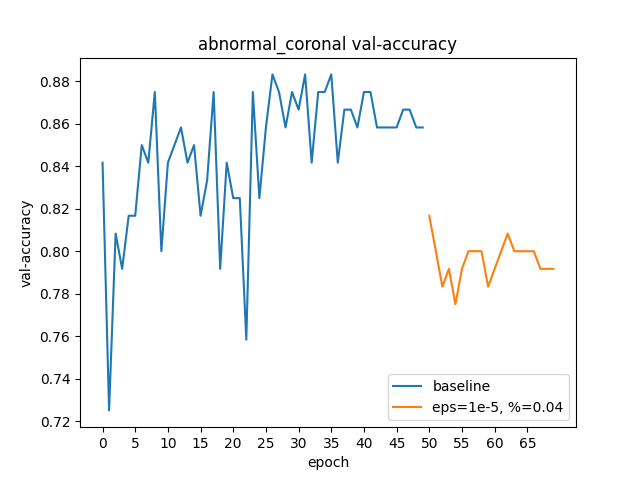 abnormal_coronal val-accuracy
val-accuracy
0.88
0.86
0.84
0.82
0.80
0.78
0.76
0.74
0.72
baseline
eps=1e-5, %=0.04
0 5 10 15 20 25 30 35 40 45 50 55 60 65
epoch